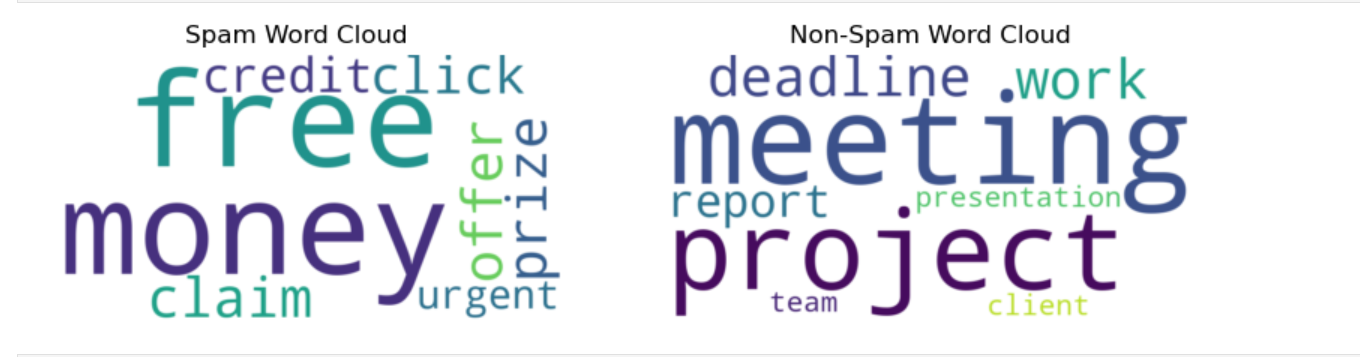 Spam Word Cloud
creditclick
free
offer
prize
money
claim
urgent
Non-Spam Word Cloud
deadline work
meeting
report presentation
project
team client